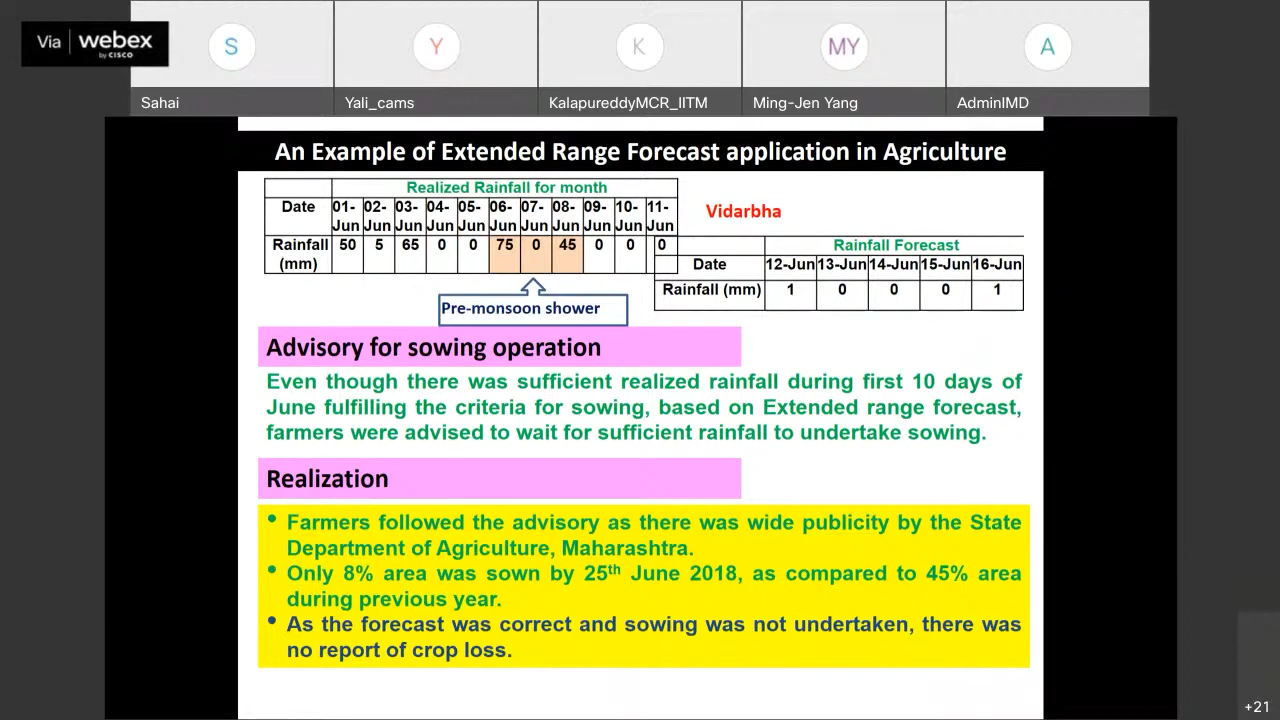 Via webex
by CISCO
S
Y
K
MY
A
Sahai
Yali_cams
KalapureddyMCR_IITM
Ming-Jen Yang
AdminIMD
An Example of Extended Range Forecast application in Agriculture
Realized Rainfall for month
Date 01-Jun 02-Jun 03-Jun 04-Jun 05-Jun 06-Jun 07-Jun 08-Jun 09-Jun 10-Jun 11-Jun
Rainfall (mm) 50 5 65 0 0 75 0 45 0 0 0
Pre-monsoon shower
Vidarbha
Rainfall Forecast
Date 12-Jun 13-Jun 14-Jun 15-Jun 16-Jun
Rainfall (mm) 1 0 0 0 1
Advisory for sowing operation
Even though there was sufficient realized rainfall during first 10 days of
June fulfilling the criteria for sowing, based on Extended range forecast,
farmers were advised to wait for sufficient rainfall to undertake sowing.
Realization
• Farmers followed the advisory as there was wide publicity by the State
Department of Agriculture, Maharashtra.
• Only 8% area was sown by 25th June 2018, as compared to 45% area
during previous year.
• As the forecast was correct and sowing was not undertaken, there was
no report of crop loss.
+21